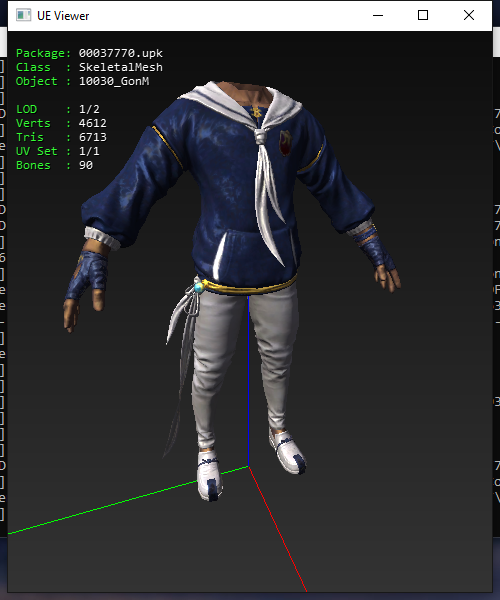 UE Viewer
Package: 00037770.upk
Class : SkeletalMesh
Object : 10030_GonM
LOD : 1/2
Verts : 4612
Tris : 6713
UV Set : 1/1
Bones : 90